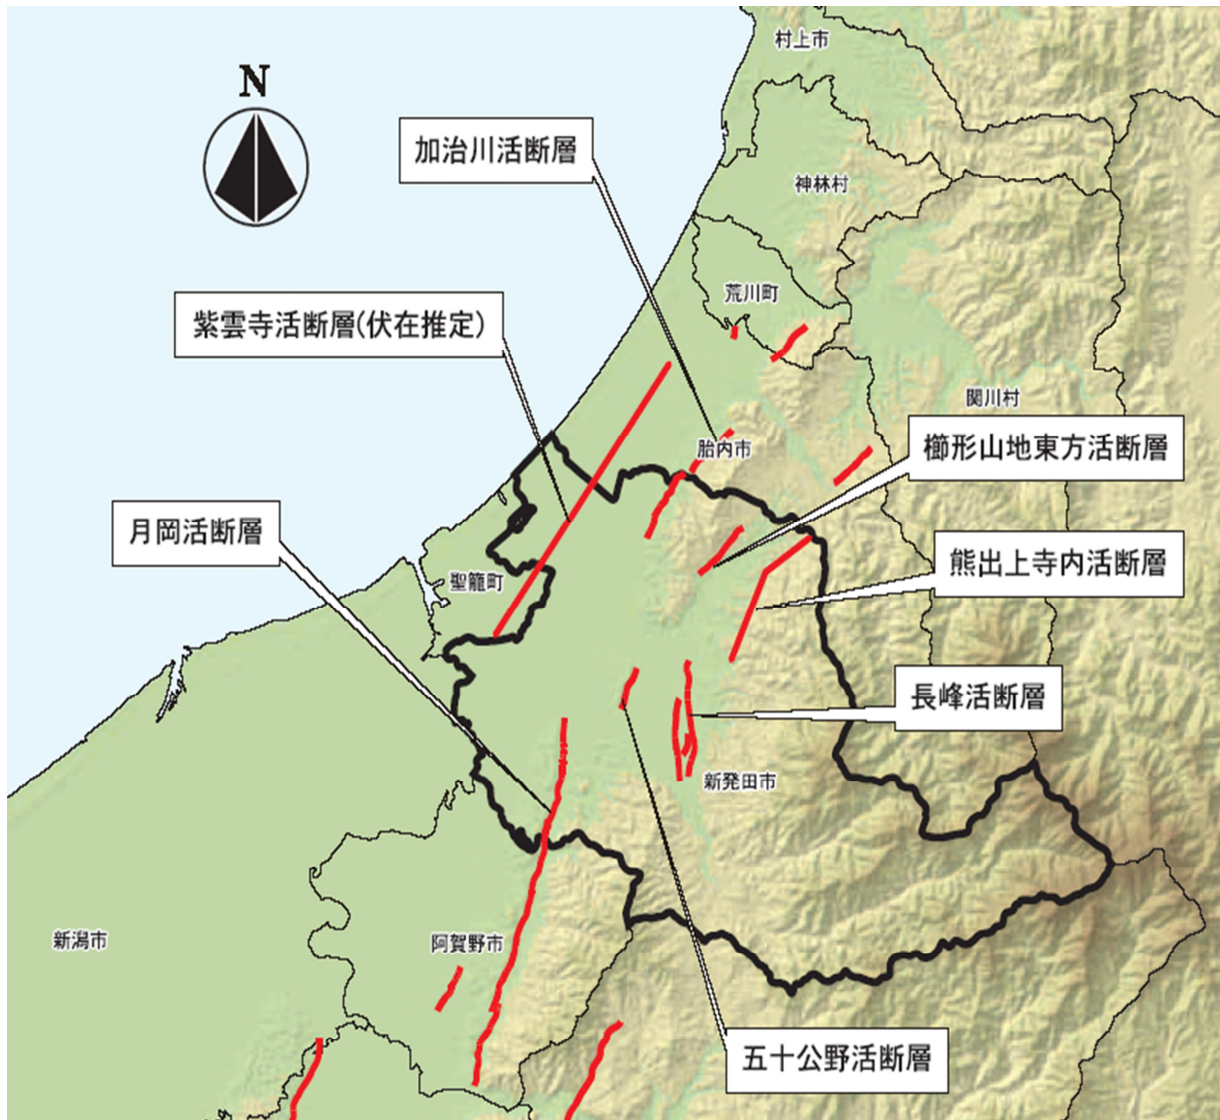 村上市
N
加治川活断層
神林村
荒川町
紫雲寺活断層(伏在推定)
関川村
胎内市
櫛形山地東方活断層
月岡活断層
熊出上寺内活断層
聖籠町
長峰活断層
新発田市
新潟市
阿賀野市
五十公野活断層